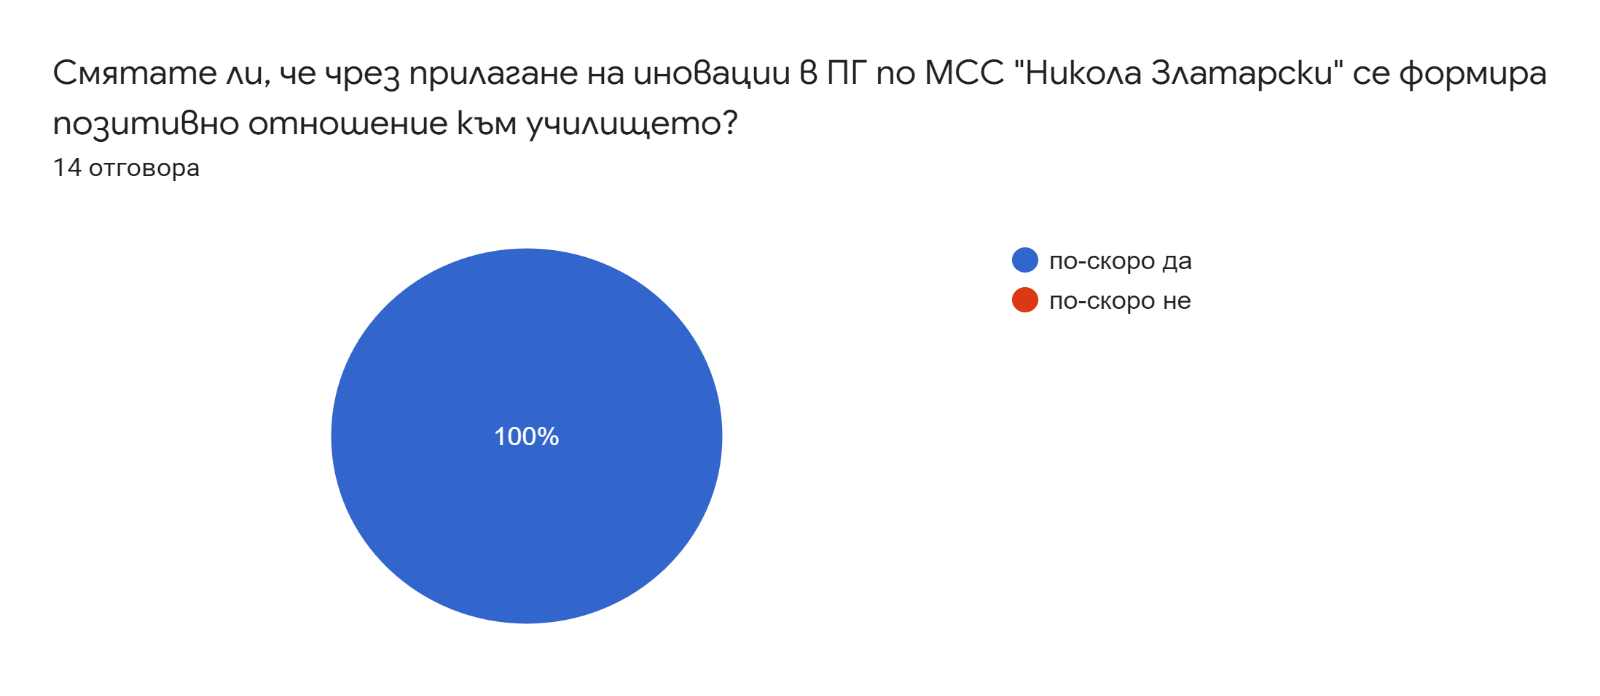 Смятате ли, че чрез прилагане на иновации в ПГ по МСС "Никола Златарски" се формира
позитивно отношение към училището?
14 отговора
по-скоро да
по-скоро не
100%